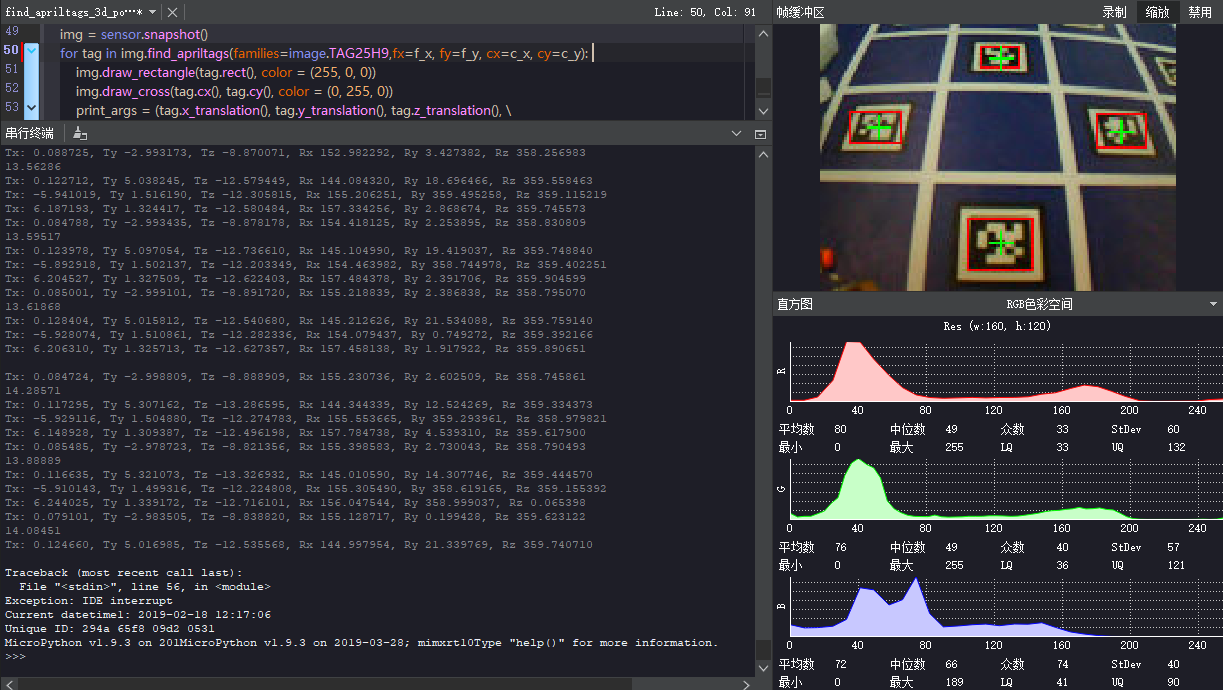 find_apriltags_3d_po···*
Line: 50, Col: 91
49 img = sensor.snapshot()
50 for tag in img.find_apriltags(families=image.TAG25H9,fx=f_x, fy=f_y, cx=c_x, cy=c_y):
51 img.draw_rectangle(tag.rect(), color = (255, 0, 0))
52 img.draw_cross(tag.cx(), tag.cy(), color = (0, 255, 0))
53 print_args = (tag.x_translation(), tag.y_translation(), tag.z_translation(), \
串行终端
Tx: 0.088725, Ty -2.993173, Tz -8.870071, Rx 152.982292, Ry 3.427382, Rz 358.256983
13.56286
Tx: 0.122712, Ty 5.038245, Tz -12.579449, Rx 144.084320, Ry 18.696466, Rz 359.558463
Tx: -5.941019, Ty 1.516190, Tz -12.305815, Rx 155.206251, Ry 359.495258, Rz 359.115219
Tx: 6.187193, Ty 1.324417, Tz -12.580484, Rx 157.334256, Ry 2.868674, Rz 359.745573
Tx: 0.084788, Ty -2.993435, Tz -8.878178, Rx 154.418125, Ry 2.253895, Rz 358.830809
13.59517
Tx: 0.123978, Ty 5.097054, Tz -12.736610, Rx 145.104990, Ry 19.419037, Rz 359.748840
Tx: -5.892918, Ty 1.502137, Tz -12.203349, Rx 154.463982, Ry 358.744978, Rz 359.402251
Tx: 6.204527, Ty 1.327509, Tz -12.622403, Rx 157.484378, Ry 2.391706, Rz 359.904599
Tx: 0.085001, Ty -2.999101, Tz -8.891720, Rx 155.218839, Ry 2.386838, Rz 358.795070
13.61868
Tx: 0.128404, Ty 5.015812, Tz -12.540680, Rx 145.212626, Ry 21.534088, Rz 359.759140
Tx: -5.928074, Ty 1.510861, Tz -12.282336, Rx 154.079437, Ry 0.749272, Rz 359.392166
Tx: 6.206310, Ty 1.325713, Tz -12.627357, Rx 157.458138, Ry 1.917922, Rz 359.890651
Tx: 0.084724, Ty -2.998809, Tz -8.888909, Rx 155.230736, Ry 2.602509, Rz 358.745861
14.28571
Tx: 0.117295, Ty 5.307162, Tz -13.286595, Rx 144.344339, Ry 12.524269, Rz 359.334373
Tx: -5.929116, Ty 1.504880, Tz -12.274783, Rx 155.553665, Ry 359.293961, Rz 358.979821
Tx: 6.148928, Ty 1.309387, Tz -12.496198, Rx 157.784738, Ry 4.539310, Rz 359.617900
Tx: 0.085485, Ty -2.978723, Tz -8.821356, Rx 155.398583, Ry 2.730043, Rz 358.790493
13.88889
Tx: 0.116635, Ty 5.321073, Tz -13.326932, Rx 145.010590, Ry 14.307746, Rz 359.444570
Tx: -5.910143, Ty 1.499316, Tz -12.224808, Rx 155.305490, Ry 358.619165, Rz 359.155392
Tx: 6.244025, Ty 1.339172, Tz -12.716101, Rx 156.047544, Ry 358.999037, Rz 0.065398
Tx: 0.079101, Ty -2.983505, Tz -8.838820, Rx 155.128717, Ry 0.199428, Rz 359.623122
14.08451
Tx: 0.124660, Ty 5.016985, Tz -12.535568, Rx 144.997954, Ry 21.339769, Rz 359.740710
Traceback (most recent call last):
File "<stdin>", line 56, in <module>
Exception: IDE interrupt
Current datetime1: 2019-02-18 12:17:06
Unique ID: 294a 65f8 09d2 0531
MicroPython v1.9.3 on 201MicroPython v1.9.3 on 2019-03-28; mimxrt10Type "help()" for more information.
>>>
帧缓冲区 录制 缩放 禁用
直方图 RGB色彩空间
Res (w:160, h:120)
R
0 40 80 120 160 200 240
平均数 80 中位数 49 众数 33 StDev 60
最小 0 最大 255 LQ 33 UQ 132
G
0 40 80 120 160 200 240
平均数 76 中位数 49 众数 40 StDev 57
最小 0 最大 255 LQ 36 UQ 121
B
0 40 80 120 160 200 240
平均数 72 中位数 66 众数 74 StDev 40
最小 0 最大 189 LQ 41 UQ 90